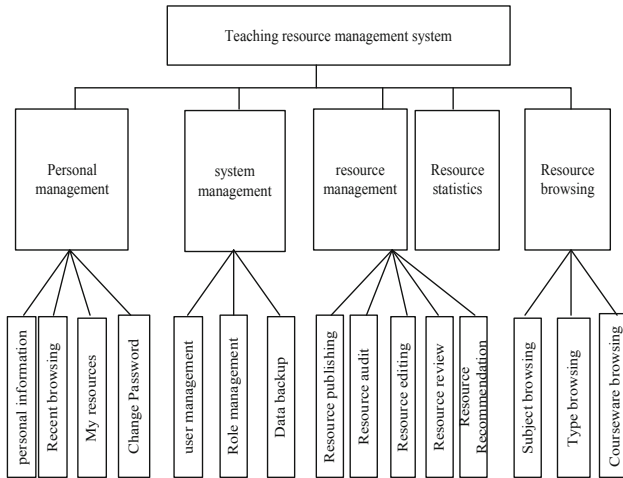 Teaching resource management system
Personal
management
system
management
resource
management
Resource
statistics
Resource
browsing
personal information
Recent browsing
My resources
Change Password
user management
Role management
Data backup
Resource publishing
Resource audit
Resource editing
Resource review
Resource
Recommendation
Subject browsing
Type browsing
Courseware browsing